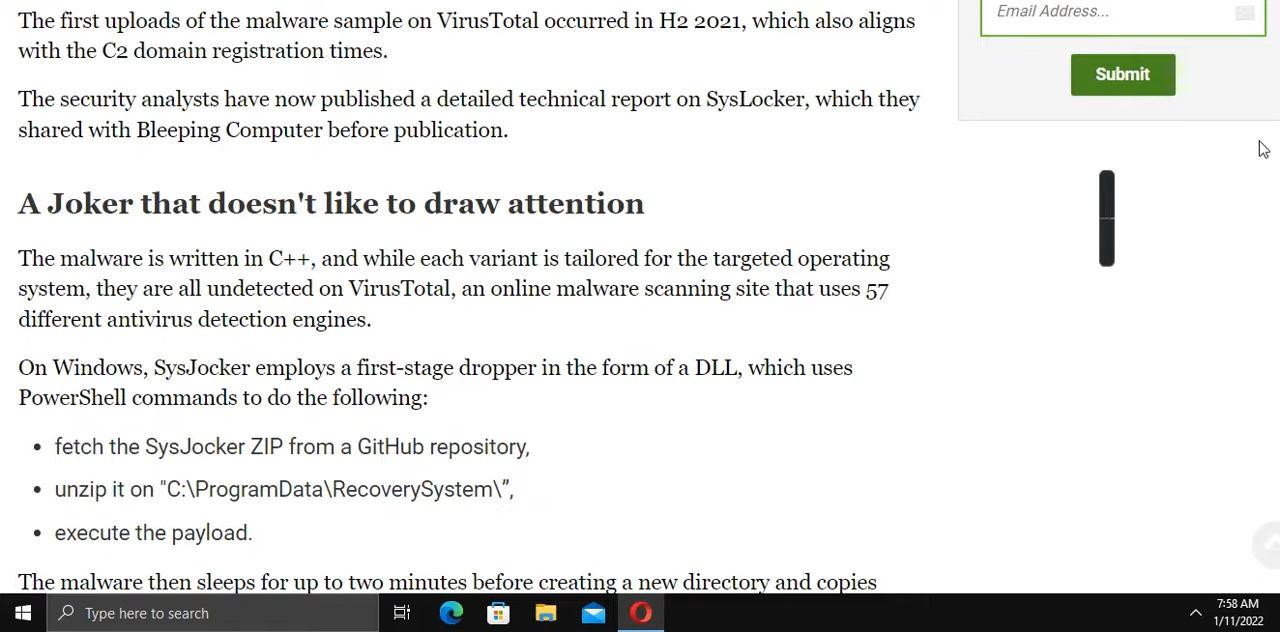 The first uploads of the malware sample on VirusTotal occurred in H2 2021, which also aligns
with the C2 domain registration times.
Email Address...
Submit
The security analysts have now published a detailed technical report on SysLocker, which they
shared with Bleeping Computer before publication.
A Joker that doesn't like to draw attention
The malware is written in C++, and while each variant is tailored for the targeted operating
system, they are all undetected on VirusTotal, an online malware scanning site that uses 57
different antivirus detection engines.
On Windows, SysJocker employs a first-stage dropper in the form of a DLL, which uses
PowerShell commands to do the following:
• fetch the SysJocker ZIP from a GitHub repository,
• unzip it on "C:\ProgramData\RecoverySystem\”,
• execute the payload.
The malware then sleeps for up to two minutes before creating a new directory and copies
Type here to search
7:58 AM
1/11/2022